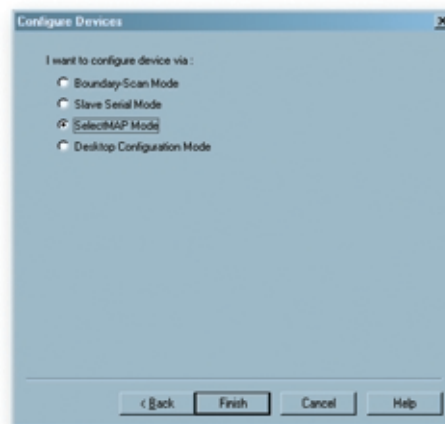 Configure Devices
I want to configure device via :
Boundary-Scan Mode
Slave Serial Mode
SelectMAP Mode
Desktop Configuration Mode
< Back Finish Cancel Help